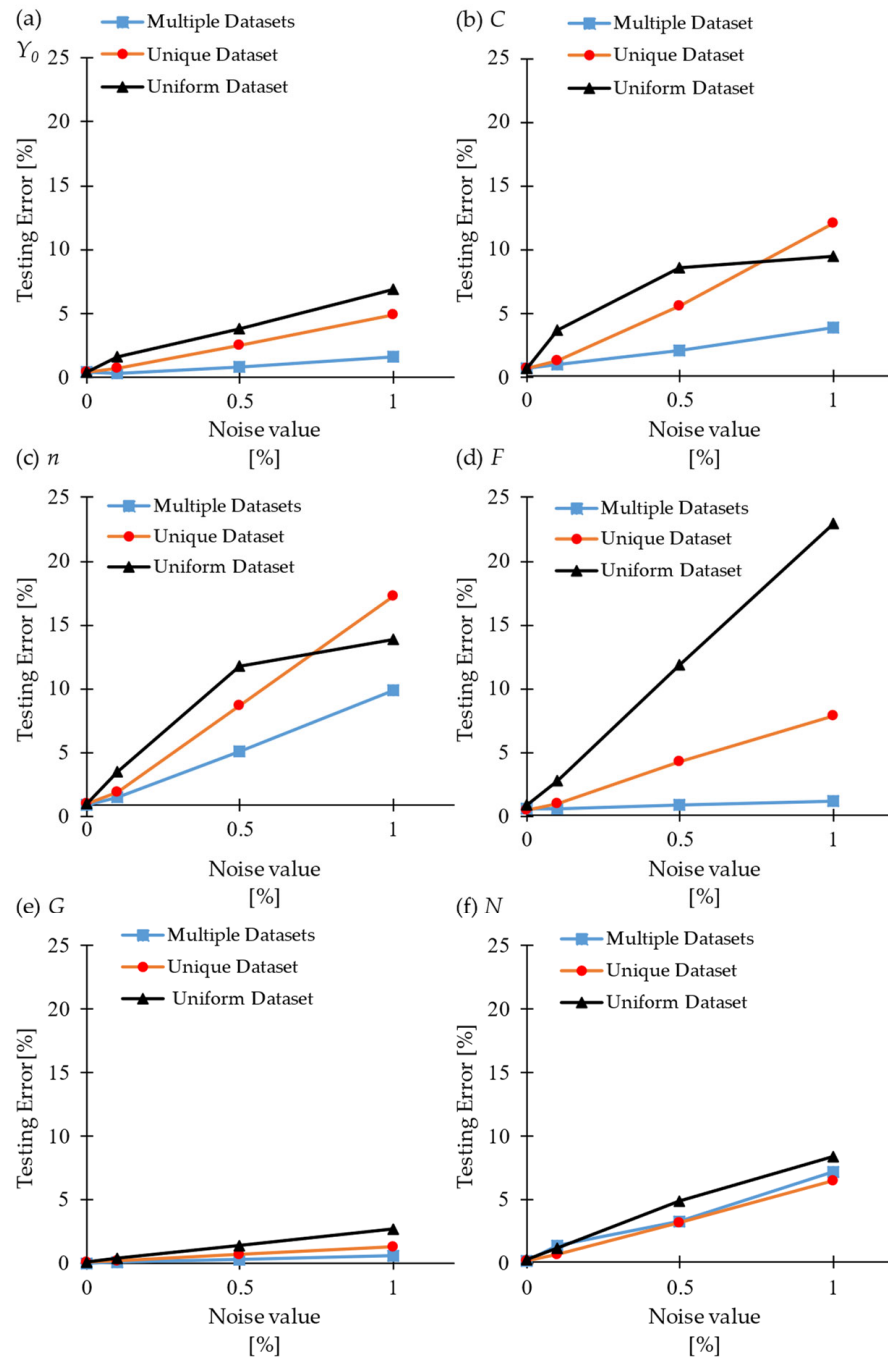 (a)
Y0
Multiple Datasets
Unique Dataset
Uniform Dataset
25
20
15
10
5
0
Testing Error [%]
0 0.5 1
Noise value
[%]
(b) C
Multiple Dataset
Unique Dataset
Uniform Dataset
25
20
15
10
5
0
Testing Error [%]
0 0.5 1
Noise value
[%]
(c) n
Multiple Datasets
Unique Dataset
Uniform Dataset
25
20
15
10
5
0
Testing Error [%]
0 0.5 1
Noise value
[%]
(d) F
Multiple Datasets
Unique Dataset
Uniform Dataset
25
20
15
10
5
0
Testing Error [%]
0 0.5 1
Noise value
[%]
(e) G
Multiple Datasets
Unique Dataset
Uniform Dataset
25
20
15
10
5
0
Testing Error[%]
0 0.5 1
Noise value
[%]
(f) N
Multiple Datasets
Unique Dataset
Uniform Dataset
25
20
15
10
5
0
Testing Error [%]
0 0.5 1
Noise value
[%]